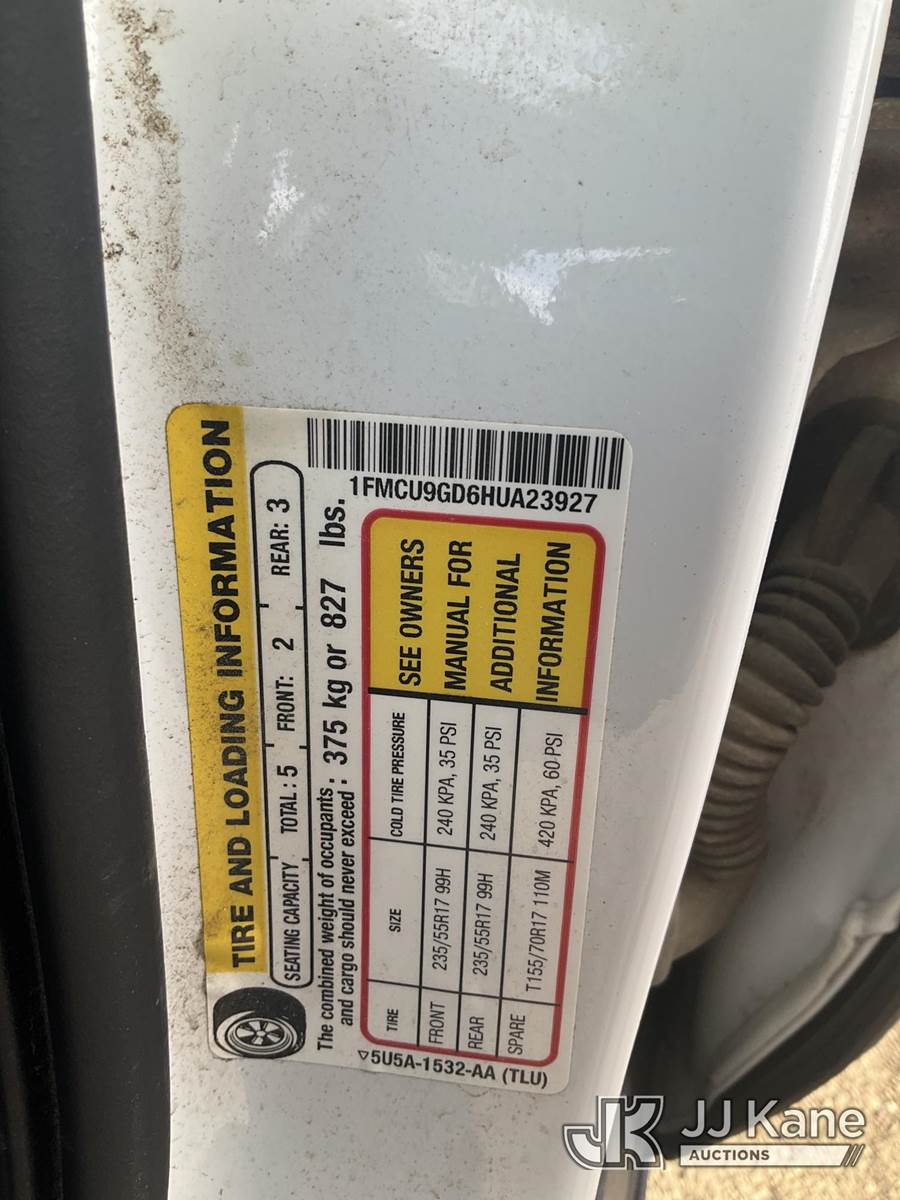 TIRE AND LOADING INFORMATION
SEATING CAPACITY TOTAL: 5 FRONT: 2 REAR: 3
The combined weight of occupants
and cargo should never exceed : 375 kg or 827 lbs.
1FMCU9GD6HUA23927
TIRE SIZE COLD TIRE PRESSURE
FRONT 235/55R17 99H 240 KPA, 35 PSI
REAR 235/55R17 99H 240 KPA, 35 PSI
SPARE T155/70R17 110M 420 KPA, 60 PSI
SEE OWNERS
MANUAL FOR
ADDITIONAL
INFORMATION
▽5U5A-1532-AA (TLU)
JK JJ Kane
AUCTIONS